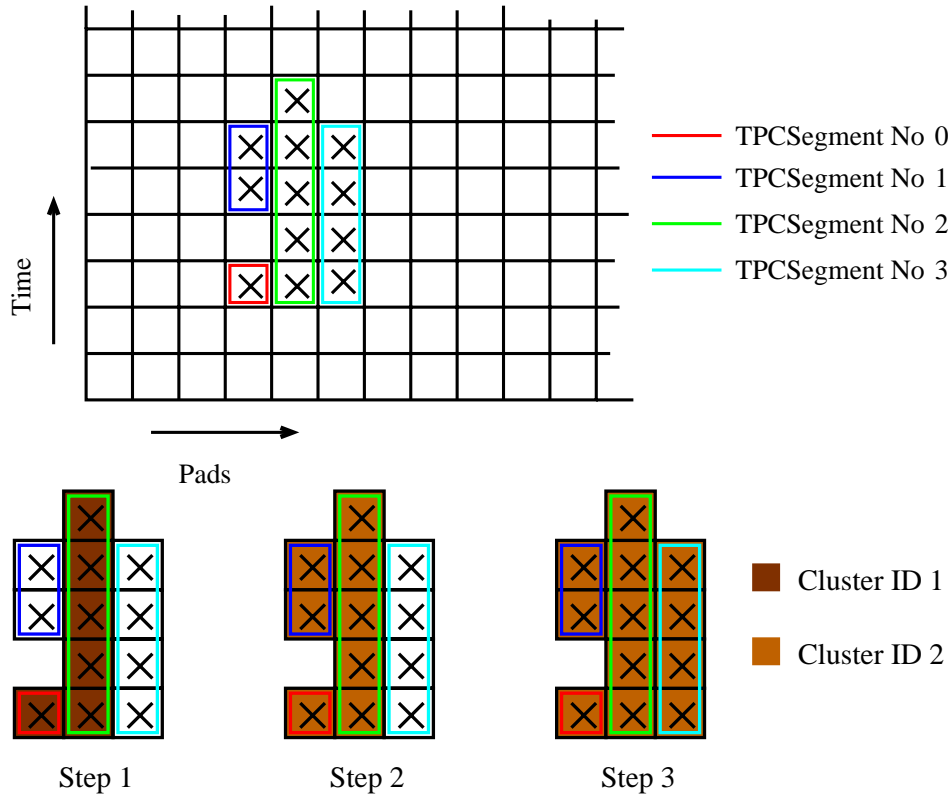 TPCSegment No 0
TPCSegment No 1
TPCSegment No 2
TPCSegment No 3
Time
Pads
Cluster ID 1
Cluster ID 2
Step 1
Step 2
Step 3